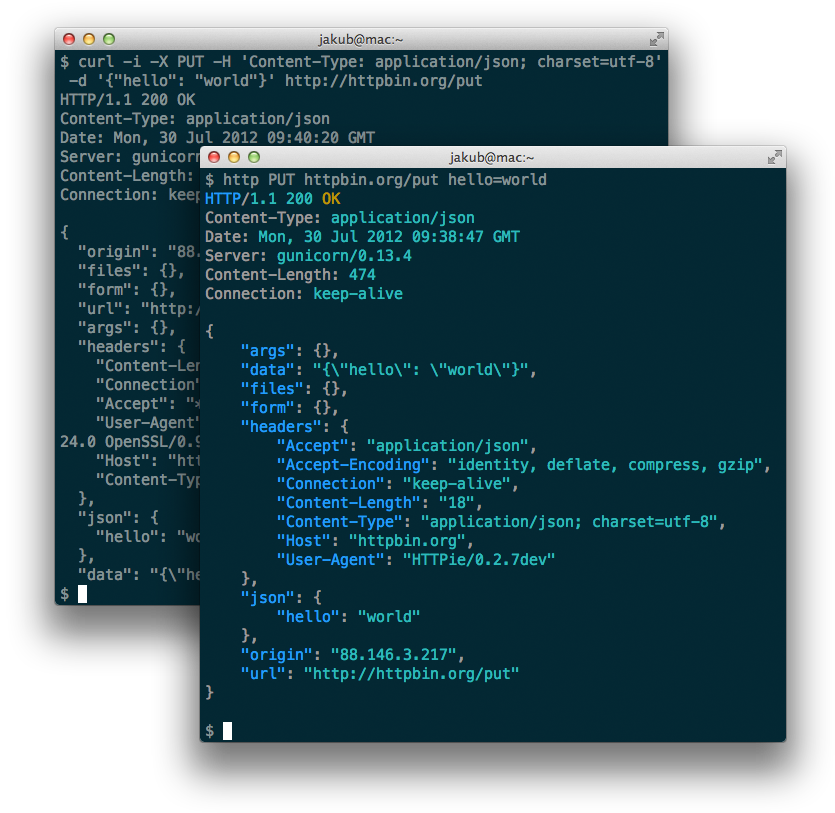 jakub@mac:~
$ curl -i -X PUT -H 'Content-Type: application/json; charset=utf-8'
-d '{"hello": "world"}' http://httpbin.org/put
HTTP/1.1 200 OK
Content-Type: application/json
Date: Mon, 30 Jul 2012 09:40:20 GMT
Server: gunicorn
Content-Length:
Connection:
{
"origin": "88.
"files": {},
"form": {},
"url": "http:/
"args": {},
"headers": {
"Content-Len
"Connection"
"Accept": "*
"User-Agent"
24.0 OpenSSL/0.9
"Host": "htt
"Content-Typ
},
"json": {
"hello": "wo
},
"data": "{\"he
$
jakub@mac:~
$ http PUT httpbin.org/put hello=world
HTTP/1.1 200 OK
Content-Type: application/json
Date: Mon, 30 Jul 2012 09:38:47 GMT
Server: gunicorn/0.13.4
Content-Length: 474
Connection: keep-alive
{
"args": {},
"data": "{\"hello\": \"world\"}",
"files": {},
"form": {},
"headers": {
"Accept": "application/json",
"Accept-Encoding": "identity, deflate, compress, gzip",
"Connection": "keep-alive",
"Content-Length": "18",
"Content-Type": "application/json; charset=utf-8",
"Host": "httpbin.org",
"User-Agent": "HTTPie/0.2.7dev"
},
"json": {
"hello": "world"
},
"origin": "88.146.3.217",
"url": "http://httpbin.org/put"
}
$